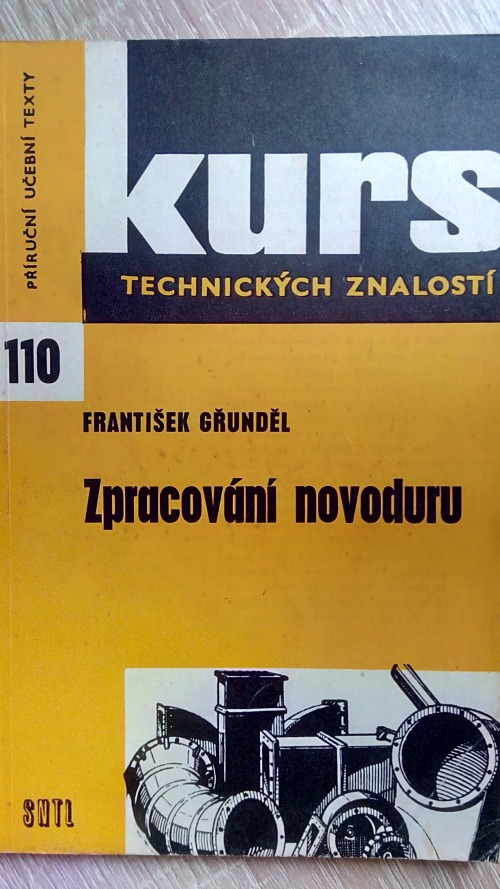 PŘÍRUČNÍ UČEBNÍ TEXTY
kurs
TECHNICKÝCH ZNALOSTÍ
110
FRANTIŠEK GŘUNDĚL
Zpracování novoduru
SNTL